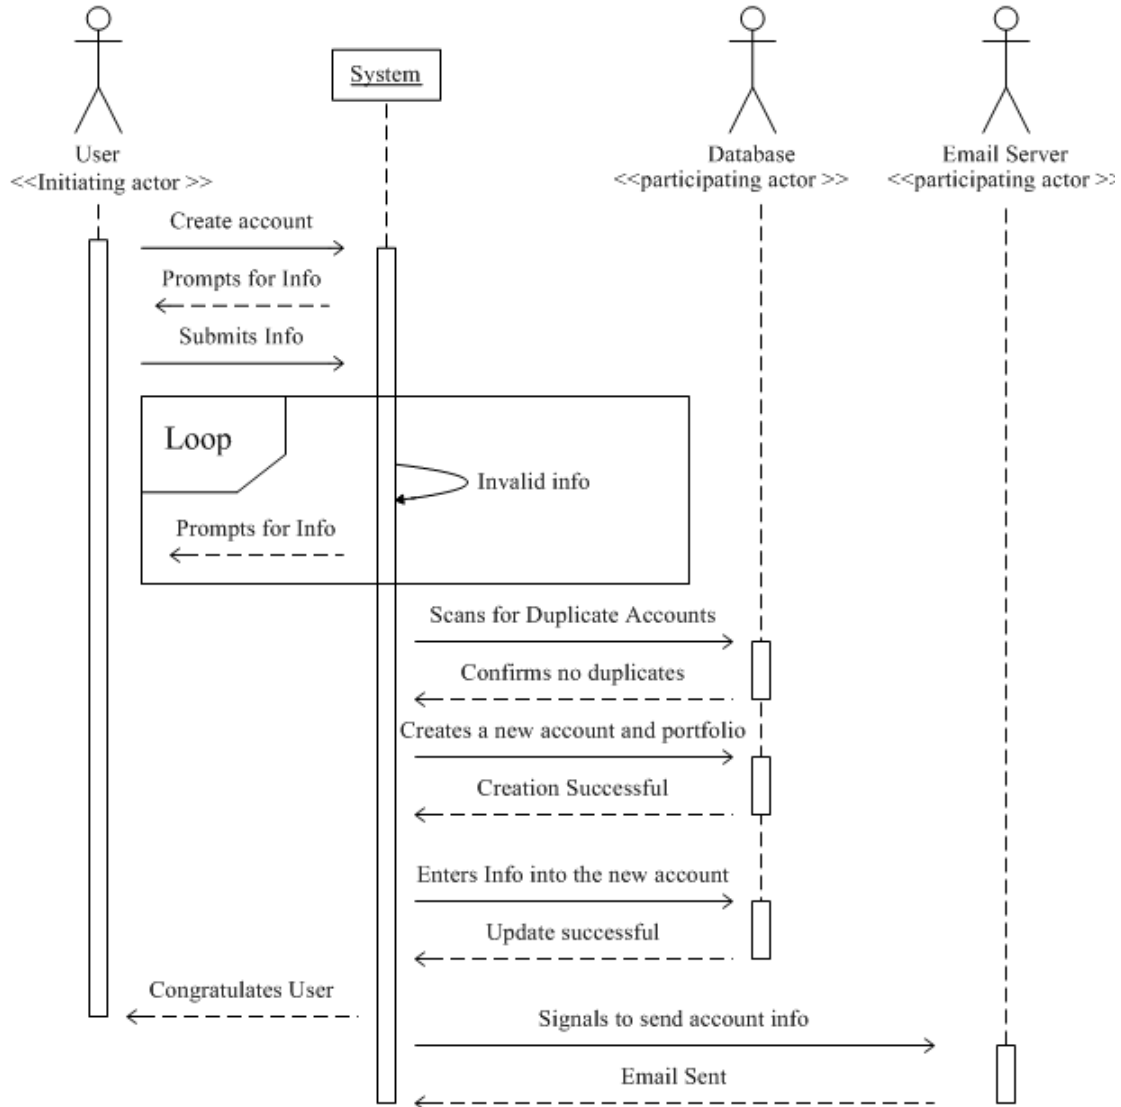 System
User
<<Initiating actor >>
Database
<<participating actor >>
Email Server
<<participating actor >>
Create account
Prompts for Info
Submits Info
Loop
Invalid info
Prompts for Info
Scans for Duplicate Accounts
Confirms no duplicates
Creates a new account and portfolio
Creation Successful
Enters Info into the new account
Update successful
Congratulates User
Signals to send account info
Email Sent